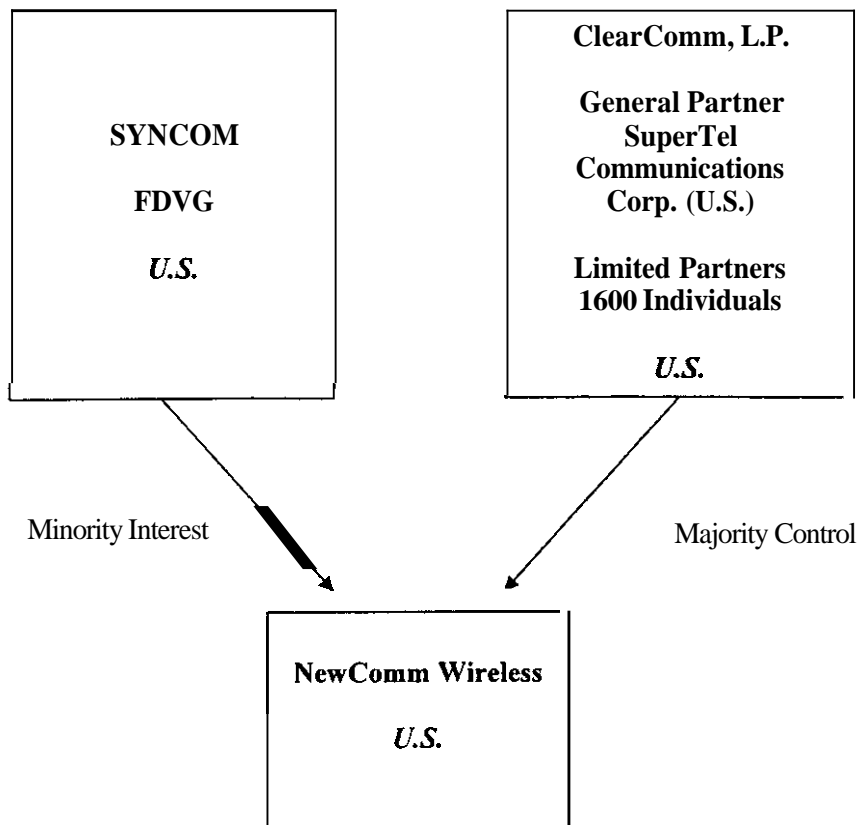 SYNCOM
FDVG
U.S.
ClearComm, L.P.
General Partner
SuperTel
Communications
Corp. (U.S.)
Limited Partners
1600 Individuals
U.S.
Minority Interest
Majority Control
NewComm Wireless
U.S.